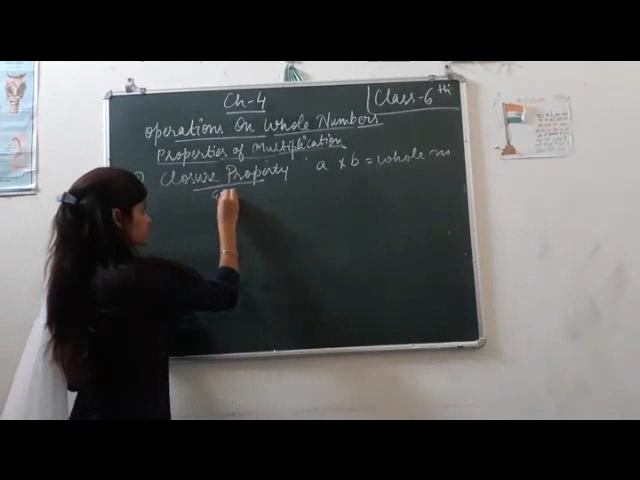 Ch-4
Class-6th
Operations On Whole Numbers
Properties of Multiplication
Closure Property a × b = whole no